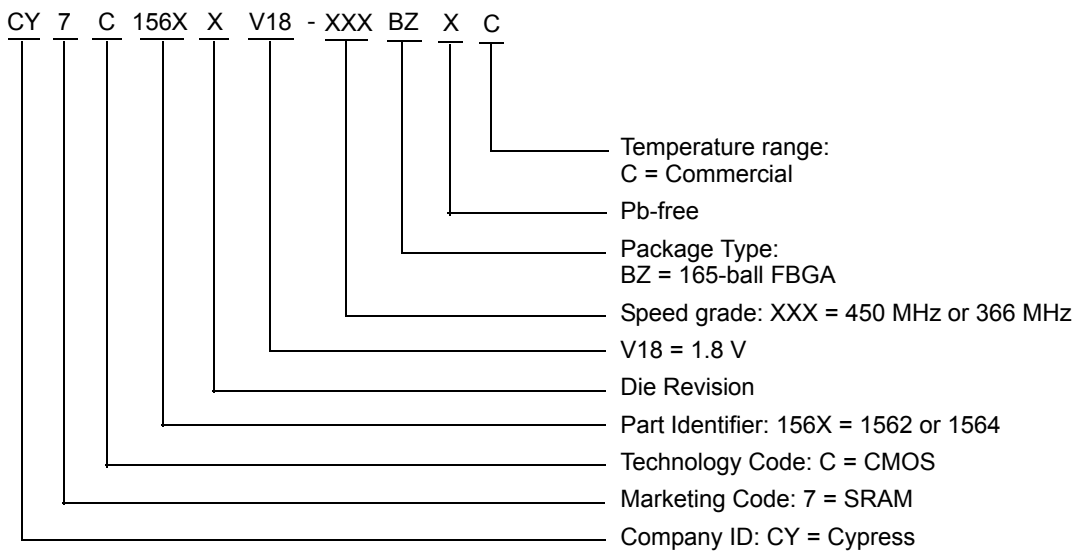 CY 7 C 156X X V18 - XXX BZ X C
Temperature range:
C = Commercial
Pb-free
Package Type:
BZ = 165-ball FBGA
Speed grade: XXX = 450 MHz or 366 MHz
V18 = 1.8 V
Die Revision
Part Identifier: 156X = 1562 or 1564
Technology Code: C = CMOS
Marketing Code: 7 = SRAM
Company ID: CY = Cypress